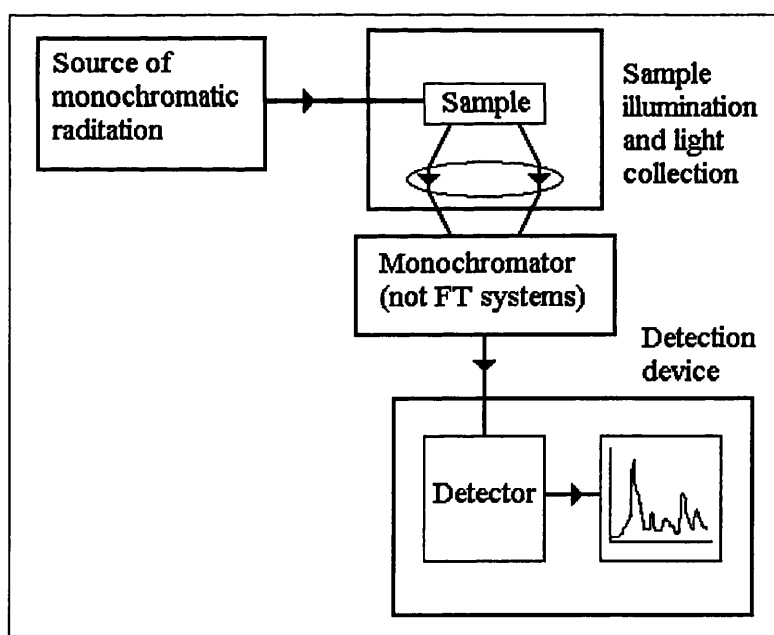 Source of
monochromatic
raditation
Sample
Sample
illumination
and light
collection
Monochromator
(not FT systems)
Detection
device
Detector